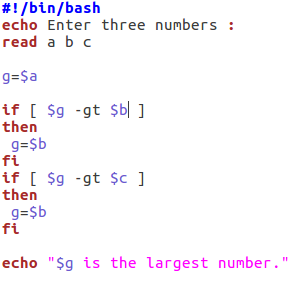 #!/bin/bash
echo Enter three numbers :
read a b c
g=$a
if [ $g -gt $b ]
then
g=$b
fi
if [ $g -gt $c ]
then
g=$b
fi
echo "$g is the largest number."